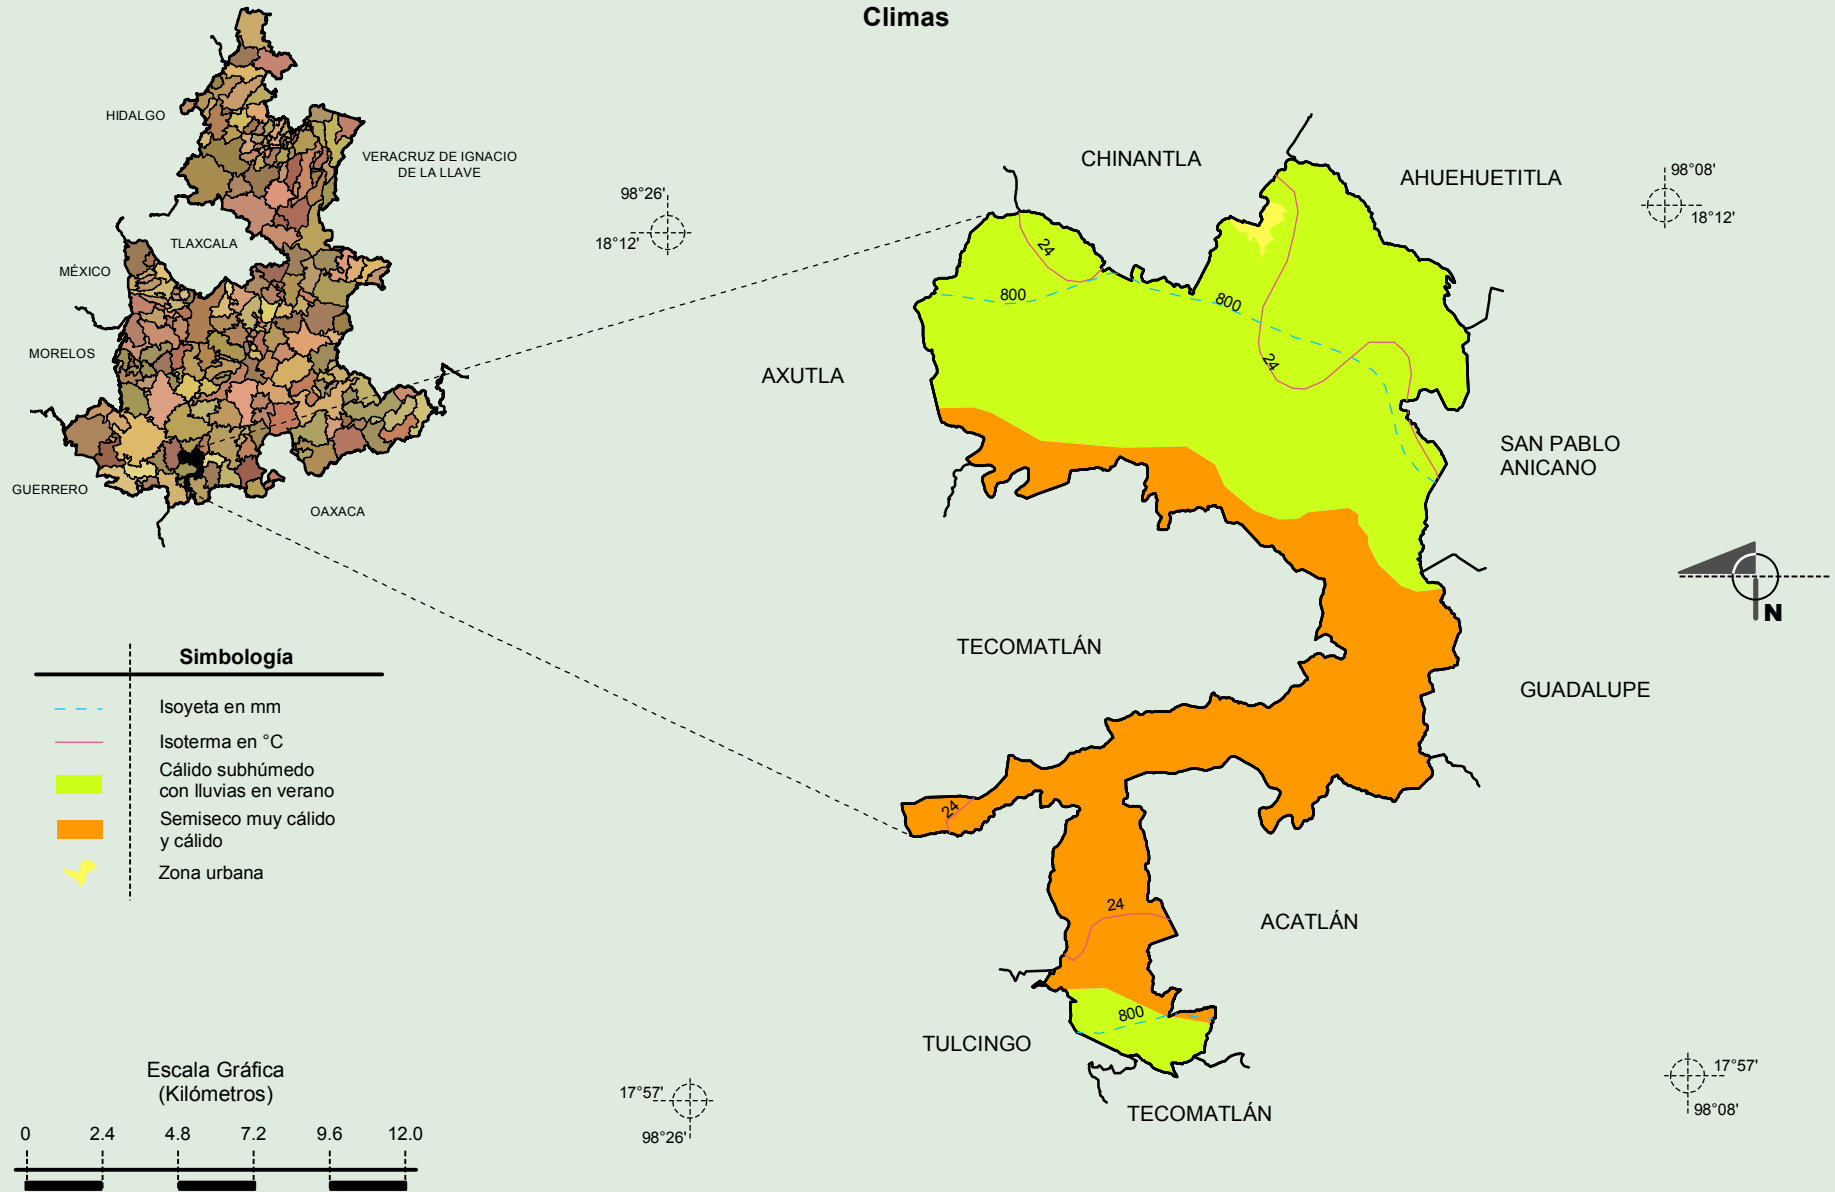 Climas
HIDALGO
VERACRUZ DE IGNACIO
DE LA LLAVE
TLAXCALA
MÉXICO
MORELOS
GUERRERO
OAXACA
98°26'
18°12'
98°08'
18°12'
CHINANTLA
AHUEHUETITLA
24
800
800
24
AXUTLA
SAN PABLO
ANICANO
N
TECOMATLÁN
GUADALUPE
24
24
ACATLÁN
800
TULCINGO
TECOMATLÁN
17°57'
98°26'
17°57'
98°08'
Simbología
Isoyeta en mm
Isoterma en °C
Cálido subhúmedo
con lluvias en verano
Semiseco muy cálido
y cálido
Zona urbana
Escala Gráfica
(Kilómetros)
0 2.4 4.8 7.2 9.6 12.0